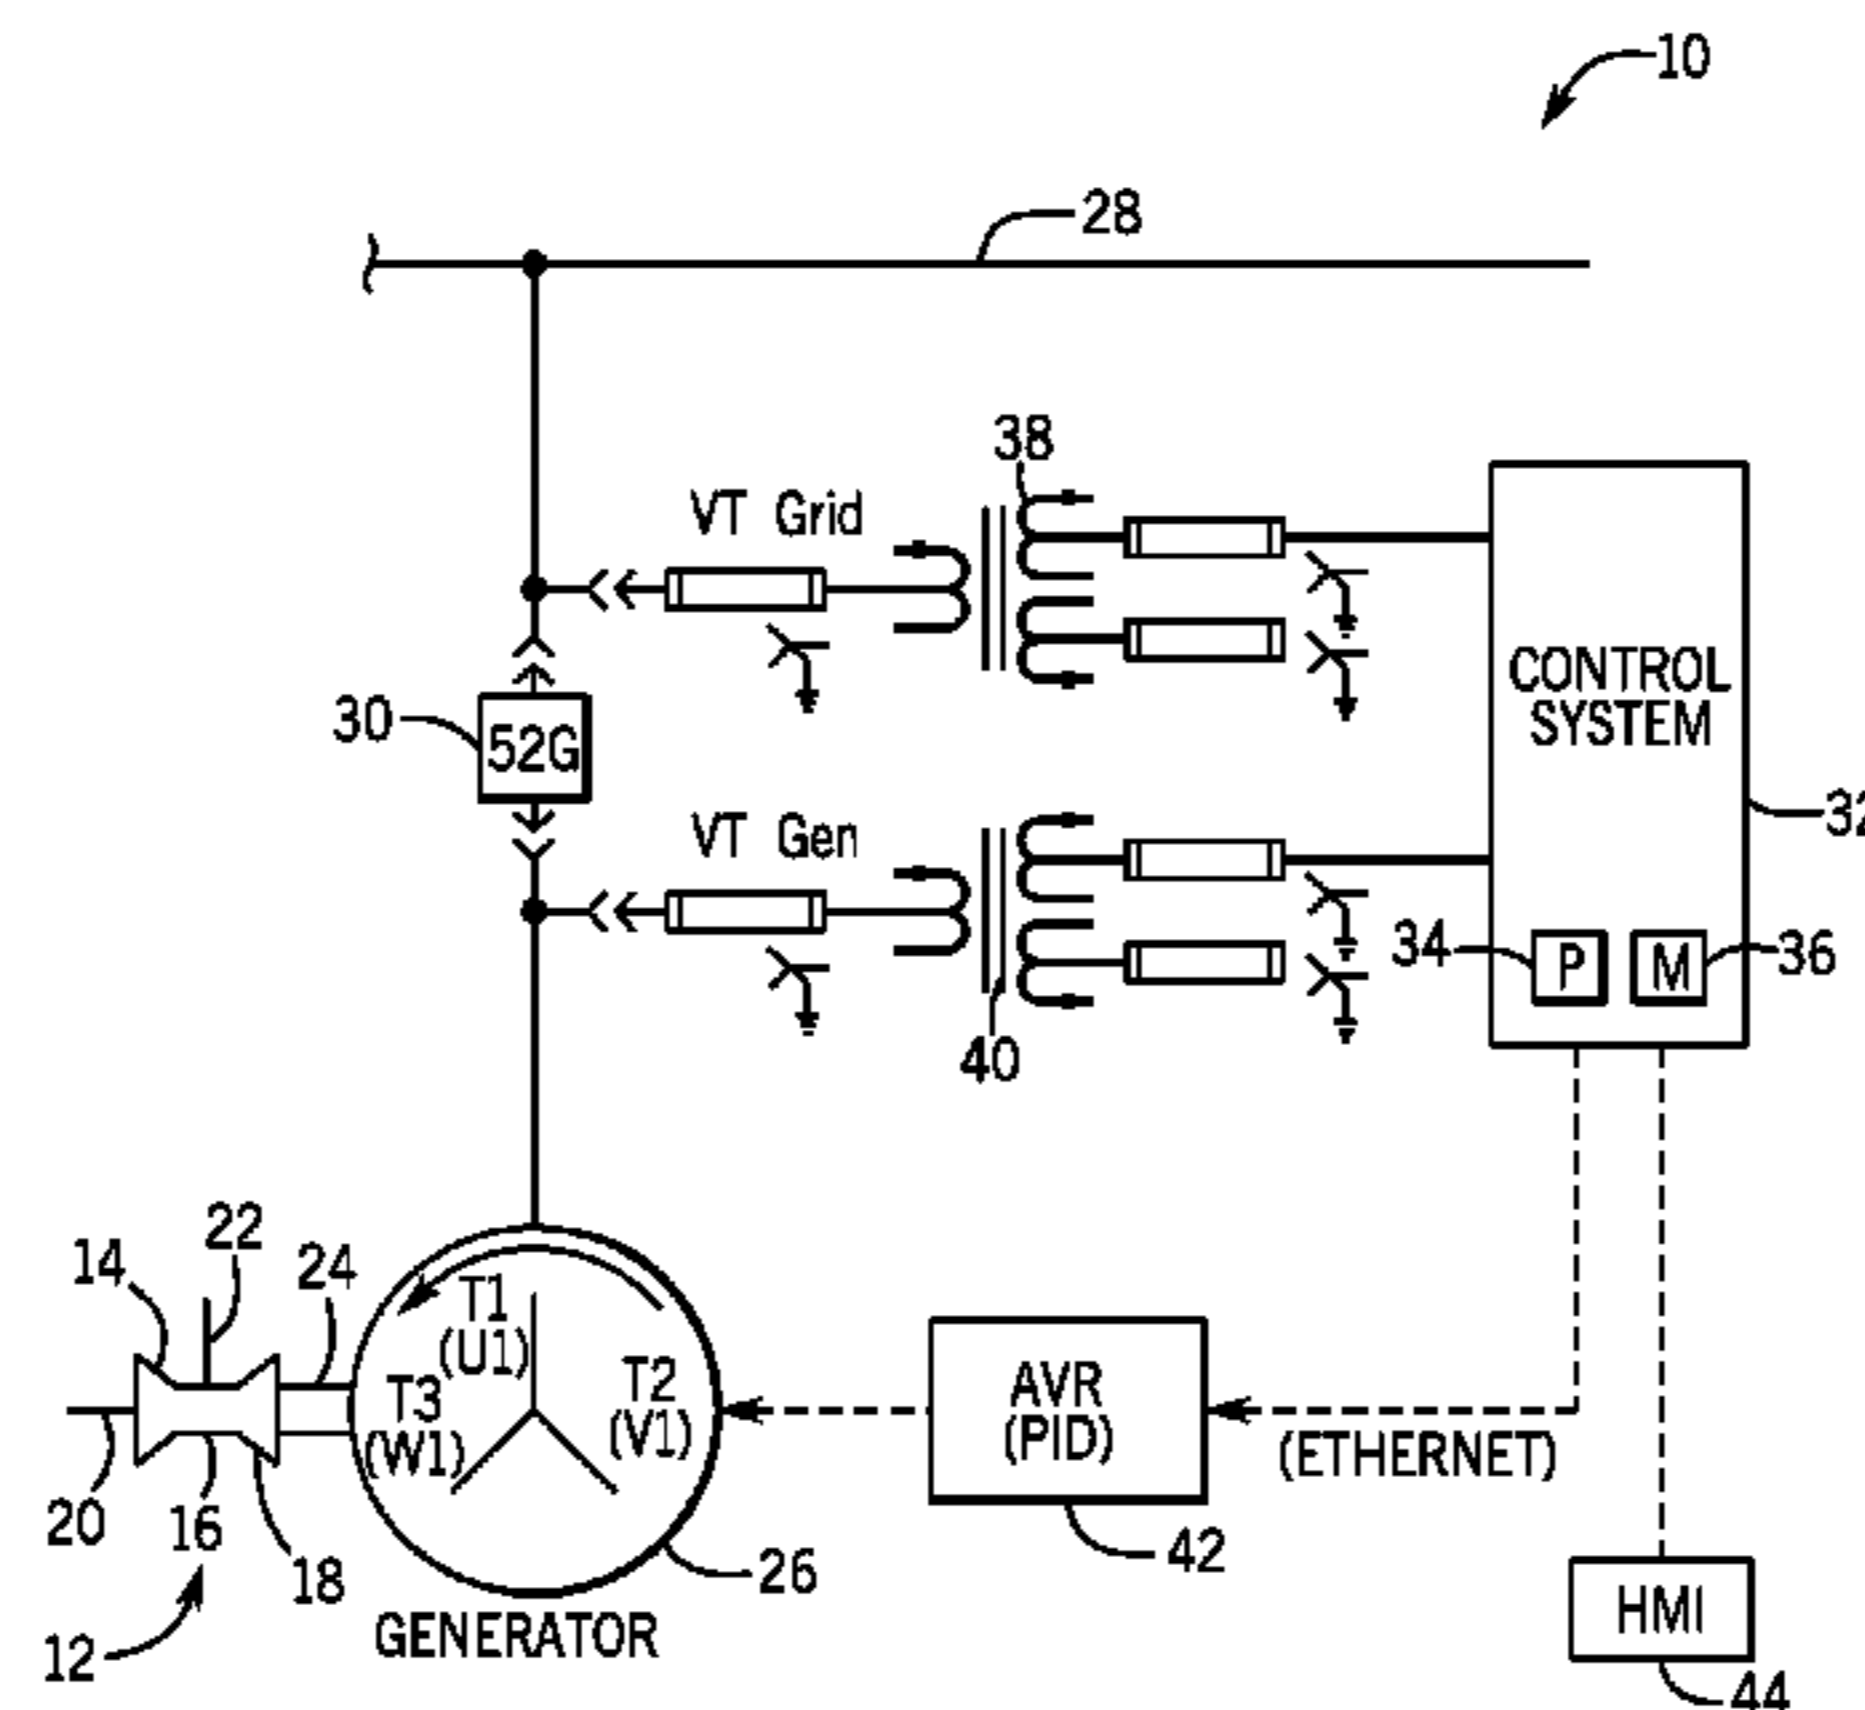 10
28
38
VT Grid
CONTROL
SYSTEM
30
52G
VT Gen
32
34
P
M
36
40
22
14
24
T1
(U1)
T2
(V1)
T3
(W1)
AVR
(PID)
(ETHERNET)
20
16
18
42
26
GENERATOR
12
HMI
44